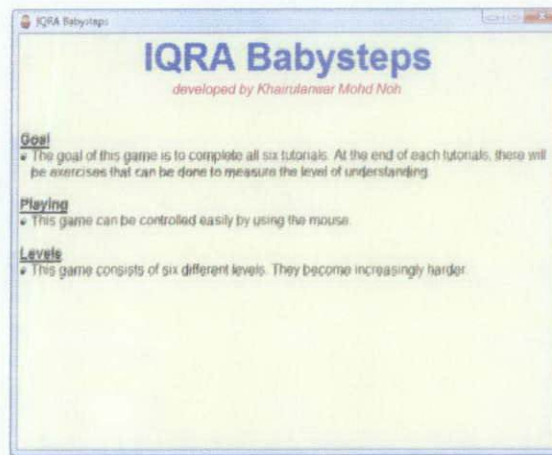 IQRA Babysteps
IQRA Babysteps
developed by Khairulanwar Mohd Noh
Goal
• The goal of this game is to complete all six tutorials. At the end of each tutorials, there will
be exercises that can be done to measure the level of understanding.
Playing
• This game can be controlled easily by using the mouse.
Levels
• This game consists of six different levels. They become increasingly harder.